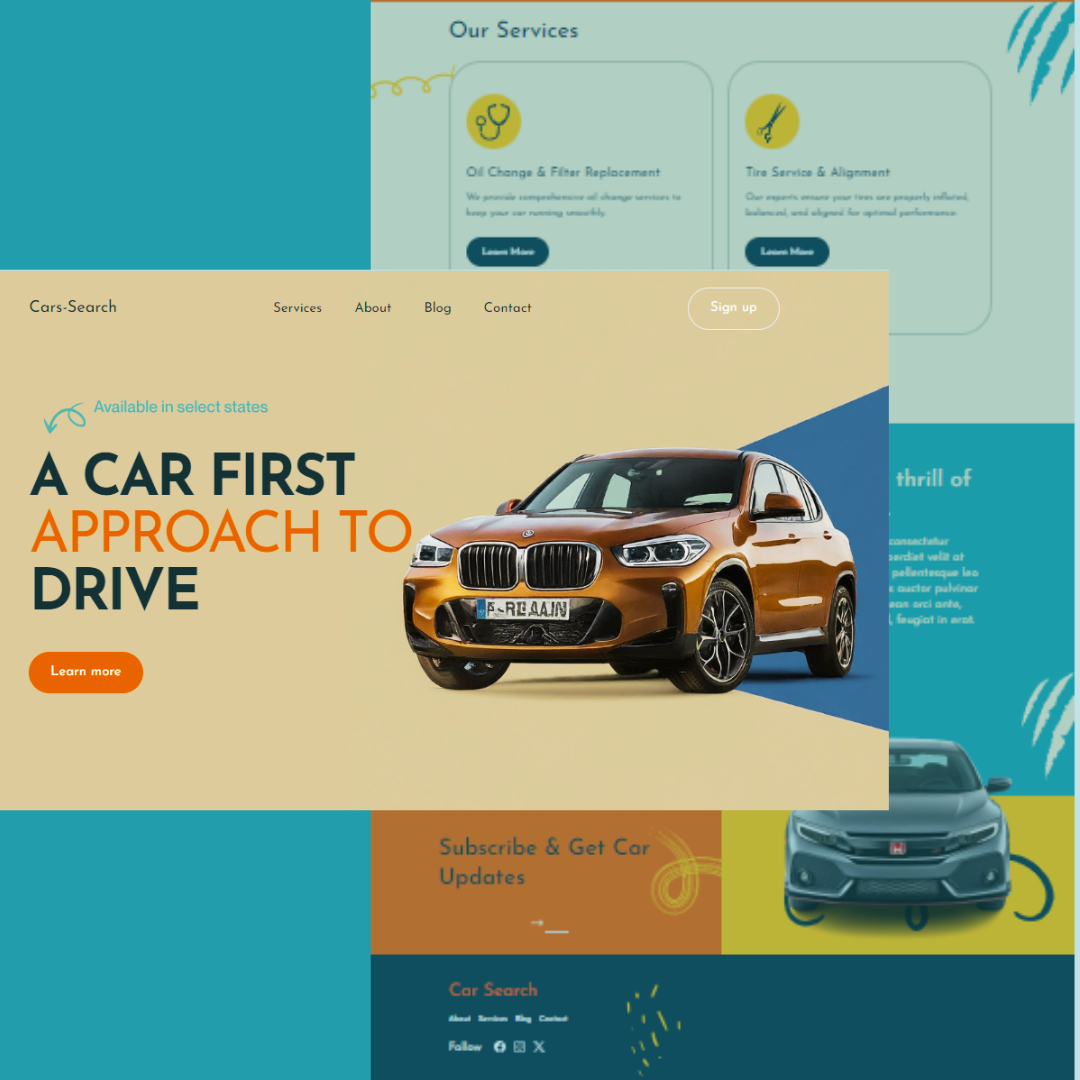 Our Services
Oil Change & Filter Replacement
We provide comprehensive oil change services to
keep your car running smoothly.
Learn More
Tire Service & Alignment
Our experts ensure your tires are properly inflated,
balanced, and aligned for optimal performance.
Learn More
Cars-Search
Services
About
Blog
Contact
Sign up
Available in select states
A CAR FIRST
APPROACH TO
DRIVE
Learn more
thrill of
consectetur
perdiet velit at
pellentesque leo
auctor pulvinar
ean orci ante,
feugiat in erat.
Subscribe & Get Car
Updates
Car Search
About Services Blog Contact
Follow